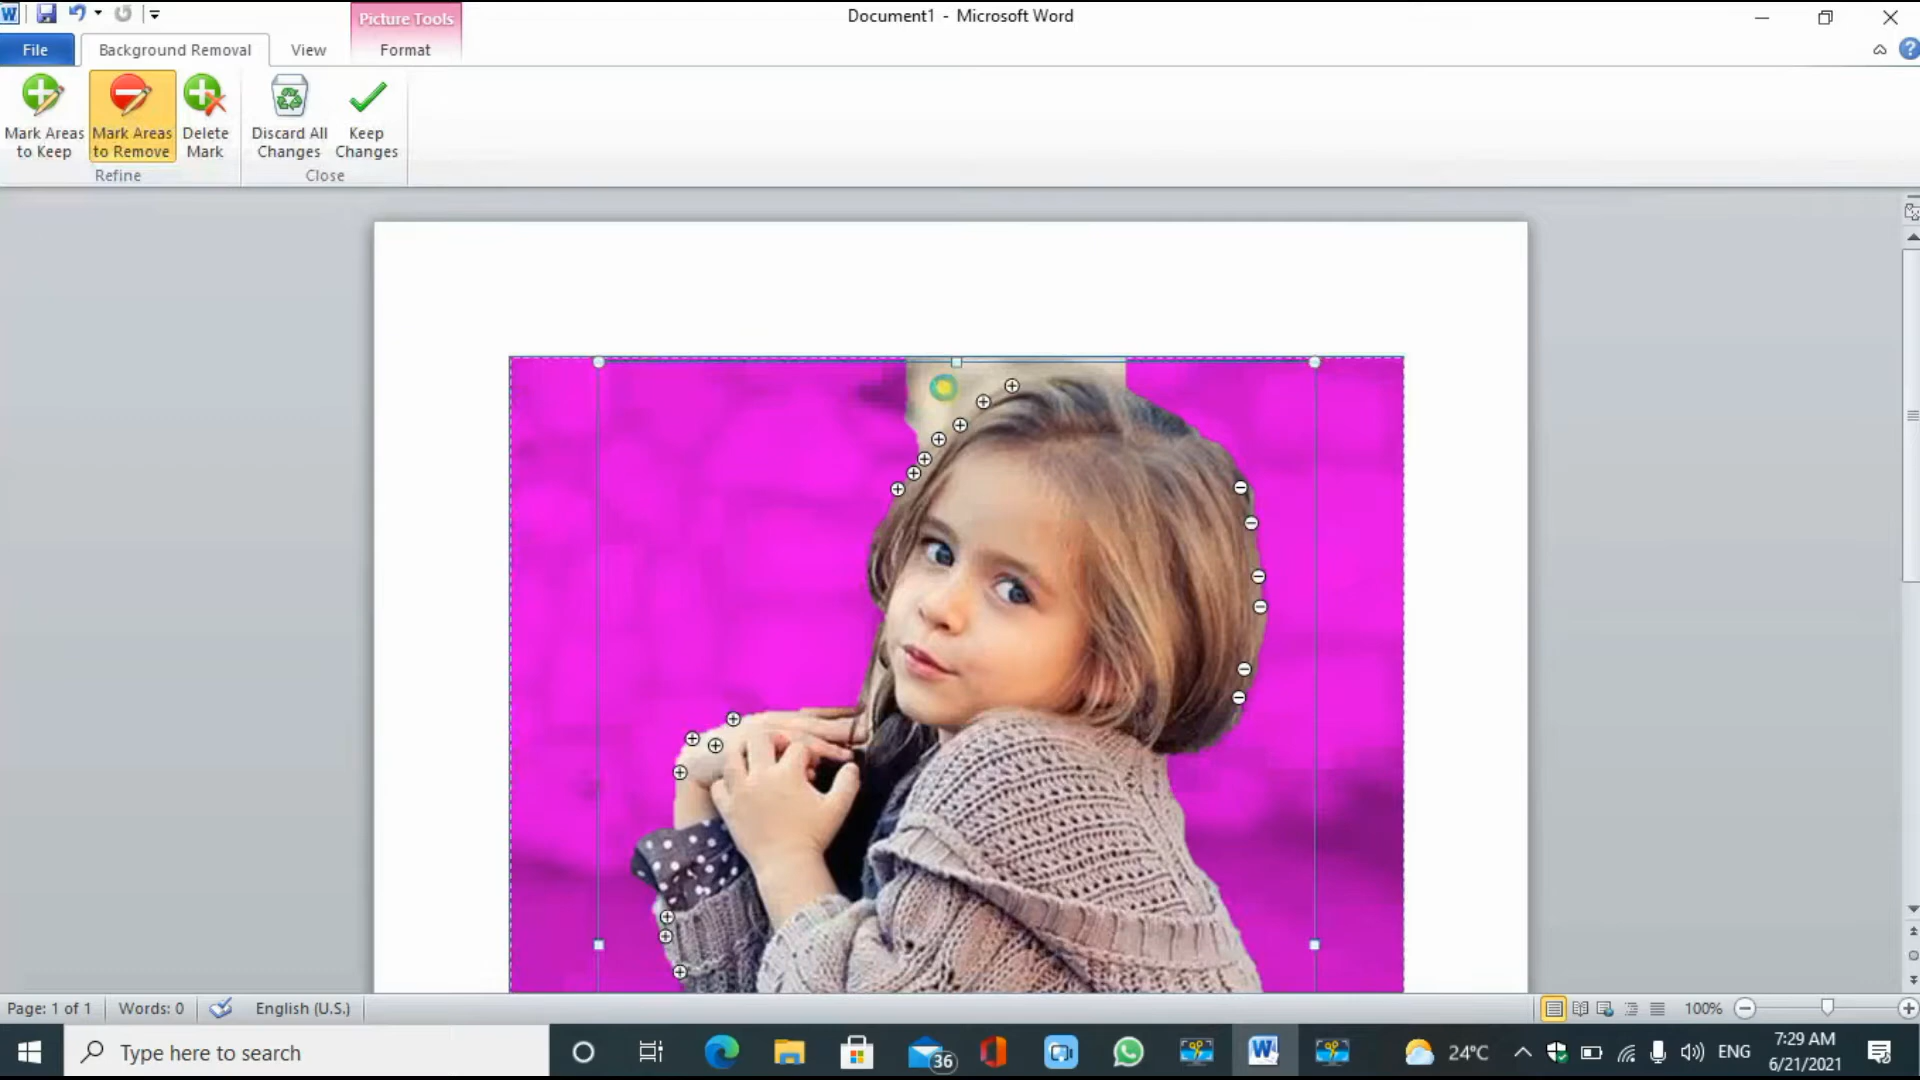 W
Document1 - Microsoft Word
Picture Tools
File
Background Removal
View
Format
?
Mark Areas
to Keep
Mark Areas
to Remove
Delete
Mark
Discard All
Changes
Keep
Changes
Refine
Close
Page: 1 of 1
Words: 0
English (U.S.)
100%
Type here to search
36
W
24°C
ENG
7:29 AM
6/21/2021